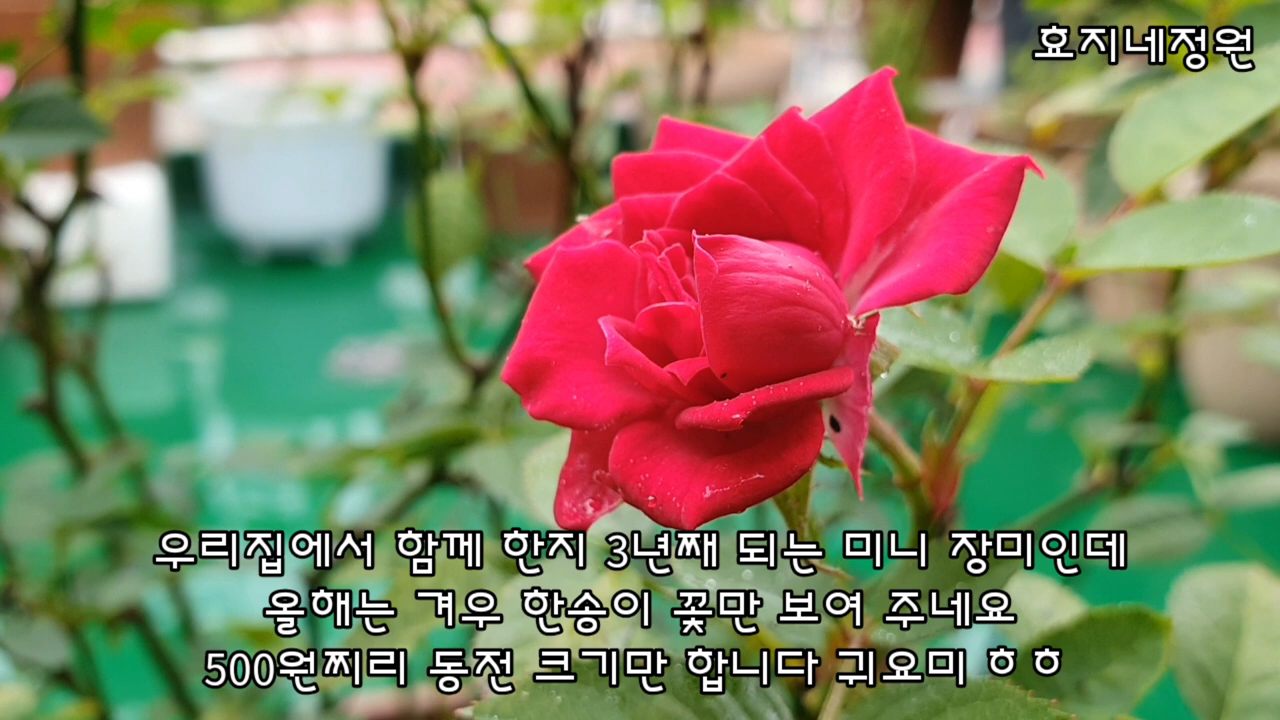 효지네정원
우리집에서 함께 한지 3년째 되는 미니 장미인데
올해는 겨우 한송이 꽃만 보여 주네요
500원찌리 동전 크기만 합니다 귀요미 ㅎㅎ